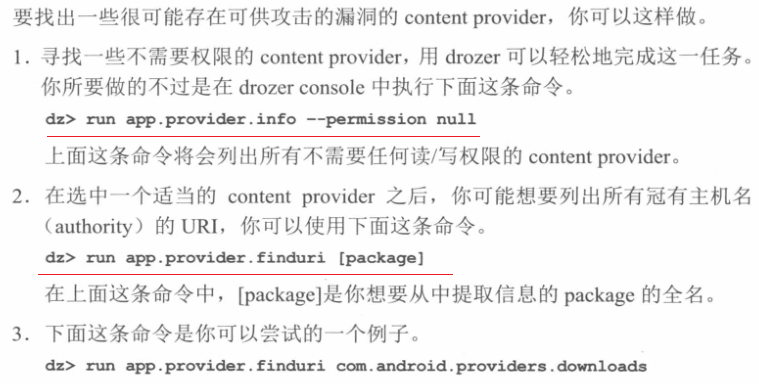 要找出一些很可能存在可供攻击的漏洞的 content provider，你可以这样做。
1. 寻找一些不需要权限的 content provider，用 drozer 可以轻松地完成这一任务。
你所要做的不过是在 drozer console 中执行下面这条命令。
dz> run app.provider.info --permission null
上面这条命令将会列出所有不需要任何读/写权限的 content provider。
2. 在选中一个适当的 content provider 之后，你可能想要列出所有冠有主机名
（authority）的 URI，你可以使用下面这条命令。
dz> run app.provider.finduri [package]
在上面这条命令中，[package]是你想要从中提取信息的 package 的全名。
3. 下面这条命令是你可以尝试的一个例子。
dz> run app.provider.finduri com.android.providers.downloads